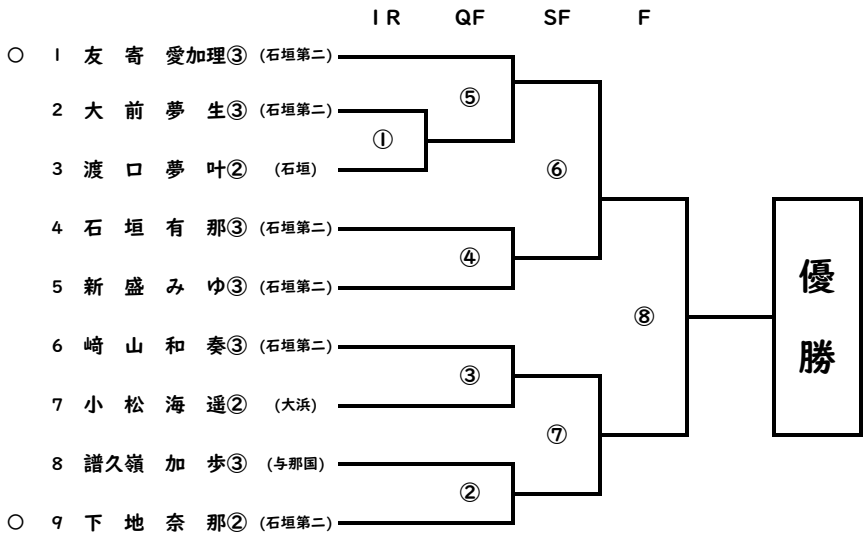 1R QF SF F
○ 1 友寄 愛加理③ (石垣第二)
2 大前夢生③ (石垣第二)
⑤
①
3 渡口夢叶② (石垣)
⑥
4 石垣有那③ (石垣第二)
④
5 新盛みゆ③ (石垣第二)
優勝
⑧
6 﨑山和奏③ (石垣第二)
③
7 小松海遥② (大浜)
⑦
8 譜久嶺 加歩③ (与那国)
②
○ 9 下地奈那② (石垣第二)